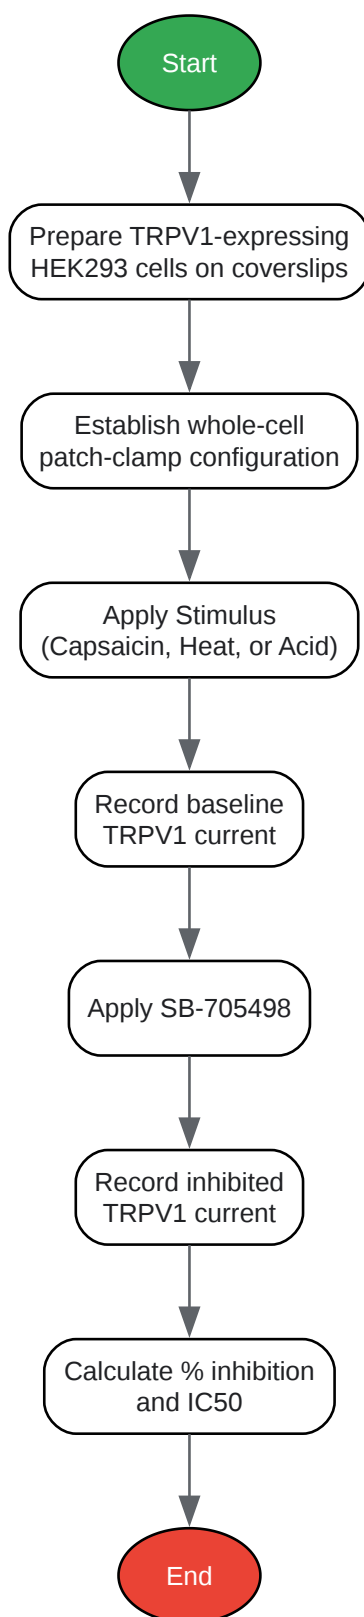 Start
Prepare TRPV1-expressing
HEK293 cells on coverslips
Establish whole-cell
patch-clamp configuration
Apply Stimulus
(Capsaicin, Heat, or Acid)
Record baseline
TRPV1 current
Apply SB-705498
Record inhibited
TRPV1 current
Calculate % inhibition
and IC50
End